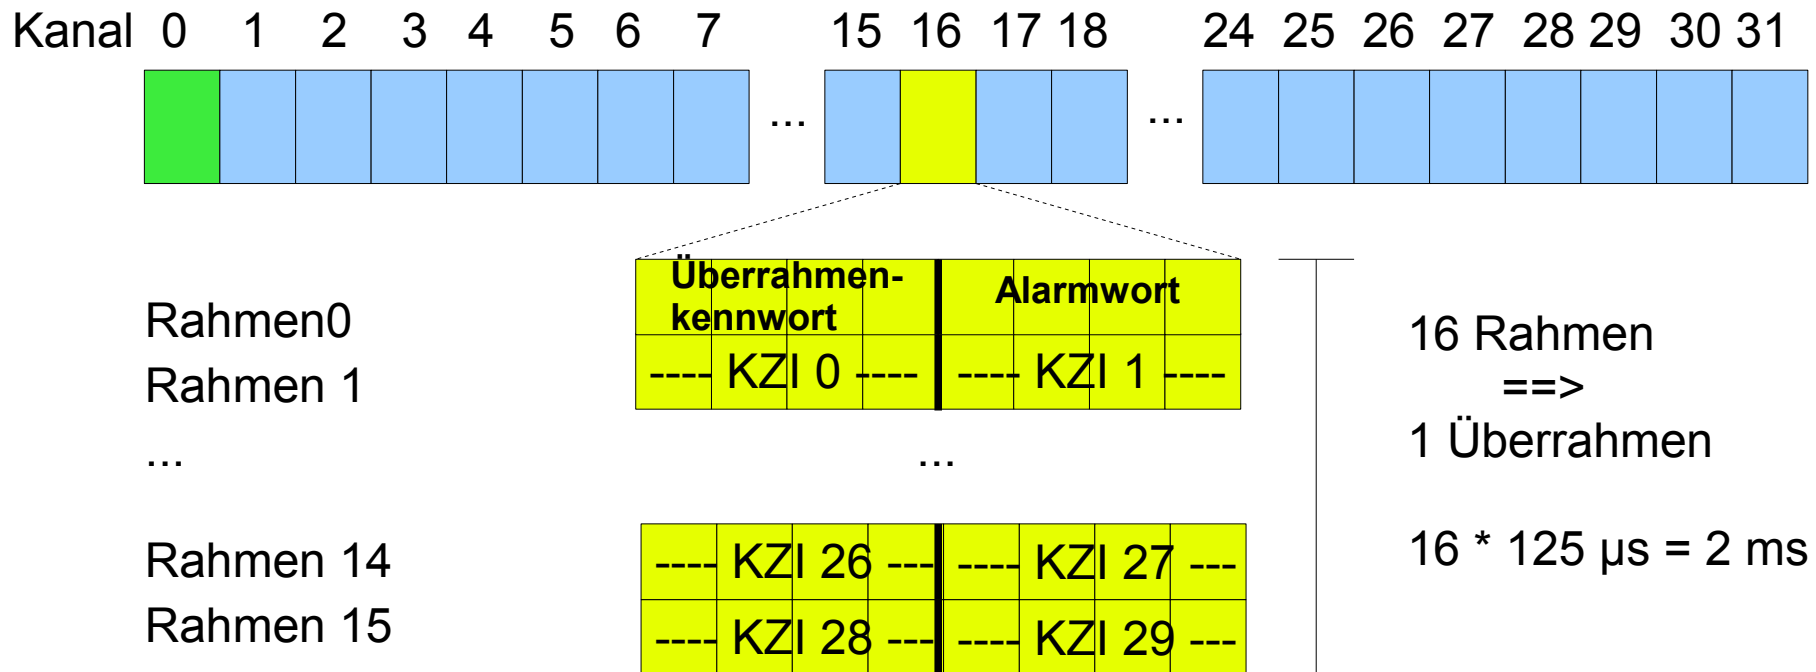 Kanal 0 1 2 3 4 5 6 7 15 16 17 18 24 25 26 27 28 29 30 31
... ...
Überrahmen-
kennwort
Alarmwort
Rahmen0
Rahmen 1
---- KZI 0 ---- ---- KZI 1 ----
... ...
Rahmen 14
---- KZI 26 --- ---- KZI 27 ---
Rahmen 15
---- KZI 28 --- ---- KZI 29 ---
16 Rahmen
==>
1 Überrahmen
16 * 125 µs = 2 ms